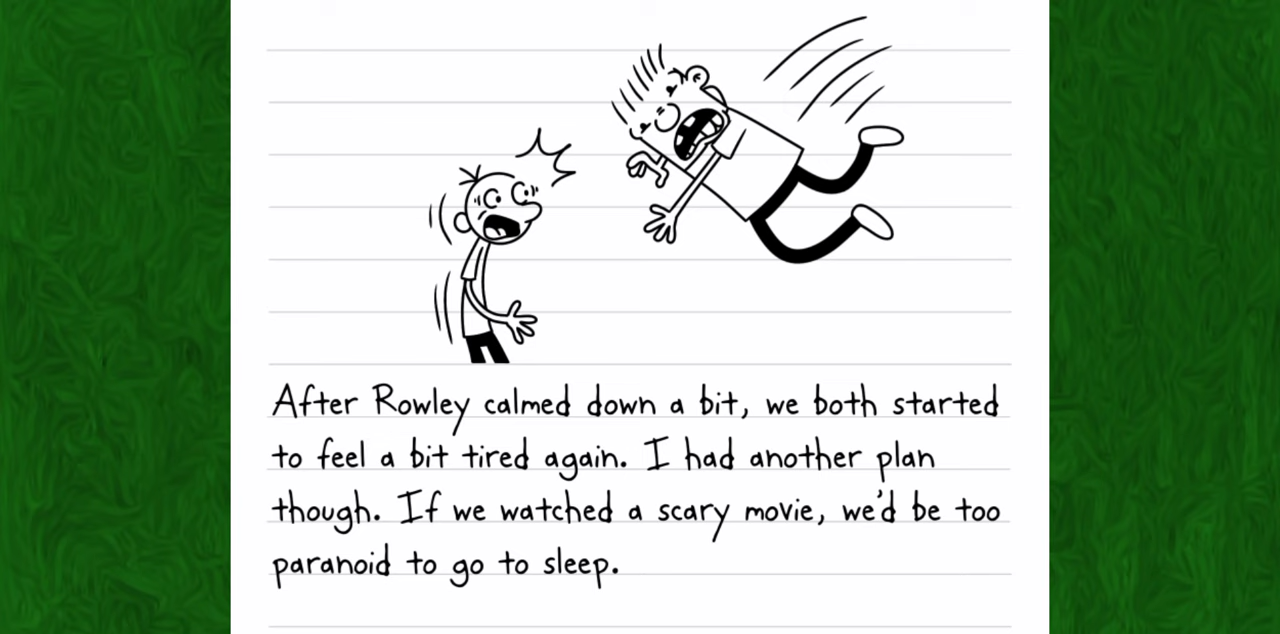 After Rowley calmed down a bit, we both started
to feel a bit tired again. I had another plan
though. If we watched a scary movie, we'd be too
paranoid to go to sleep.